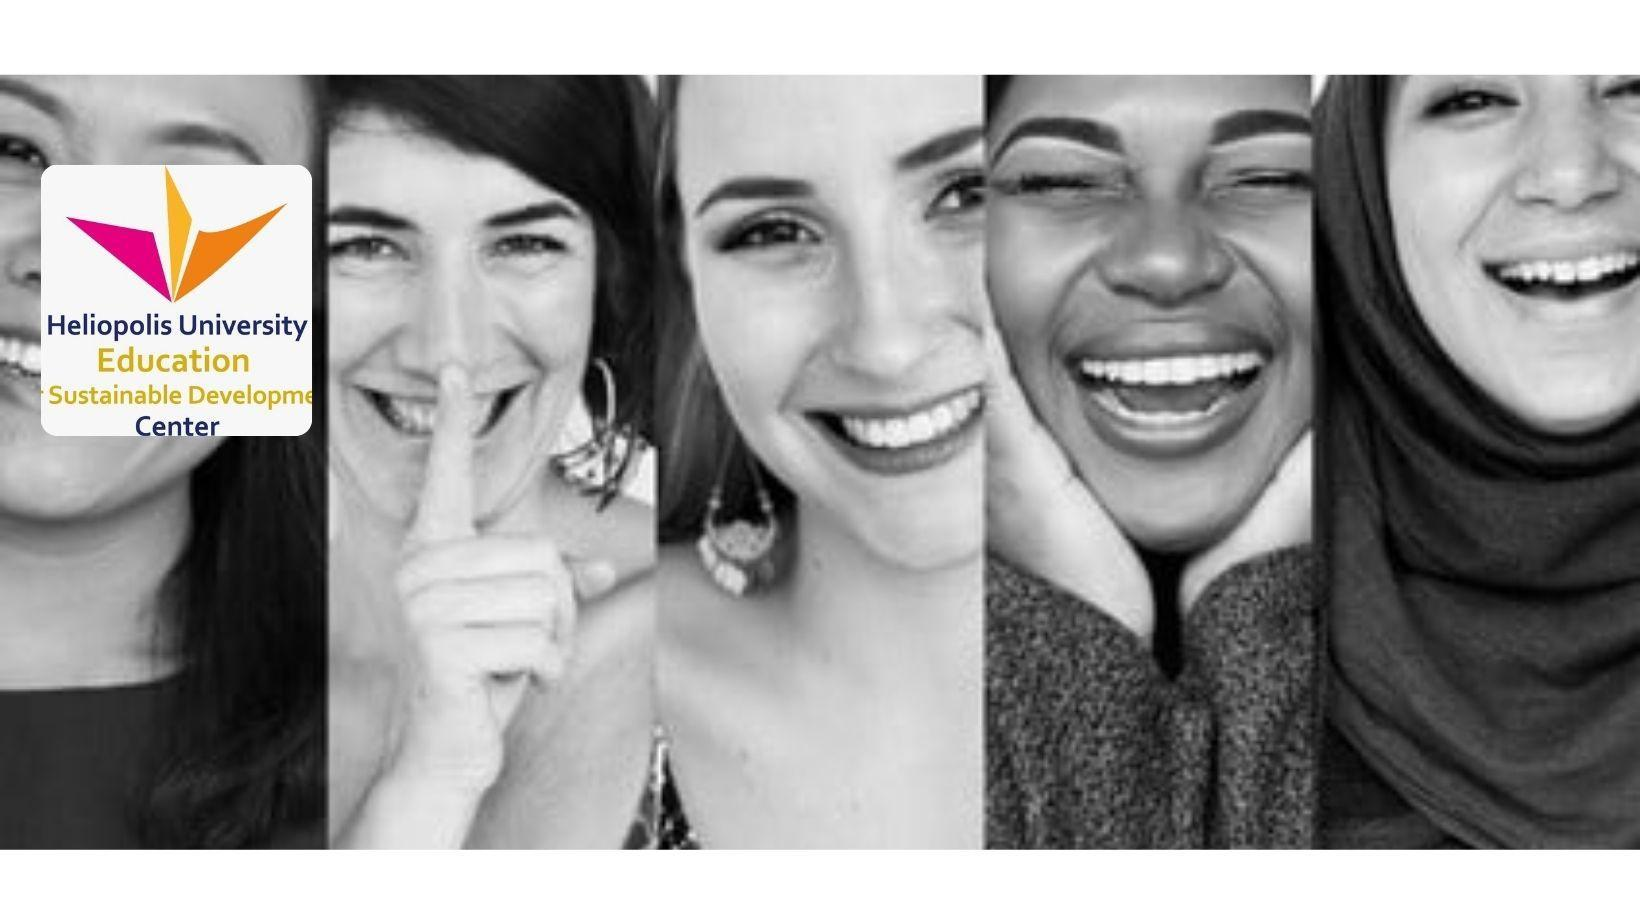 Heliopolis University
Education
Sustainable Developme
Center